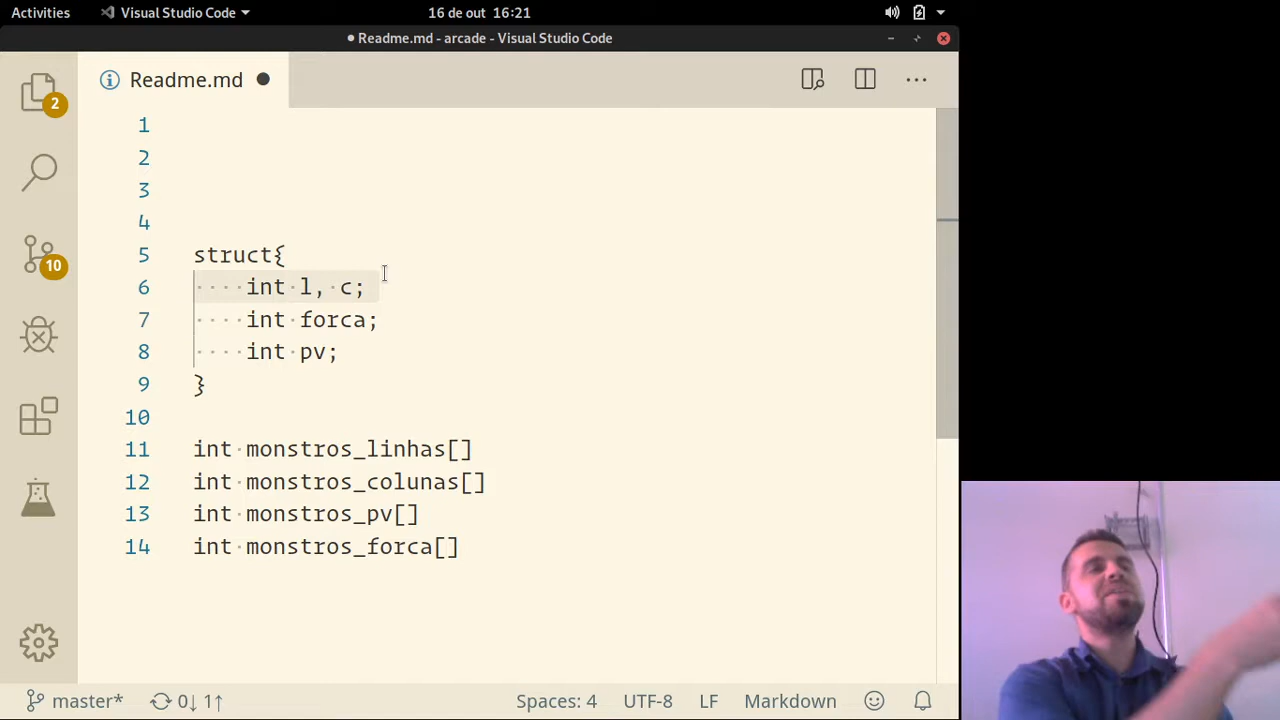 Activities Visual Studio Code 16 de out 16:21
● Readme.md - arcade - Visual Studio Code
Readme.md ●
2
10
1
2
3
4
5 struct{
6 ····int·l,·c;
7 ····int·forca;
8 ····int·pv;
9 }
10
11 int·monstros_linhas[]
12 int·monstros_colunas[]
13 int·monstros_pv[]
14 int·monstros_forca[]
master* 0↓ 1↑ Spaces: 4 UTF-8 LF Markdown